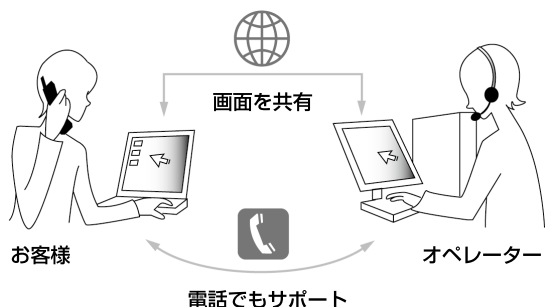 画面を共有
お客様
オペレーター
電話でもサポート